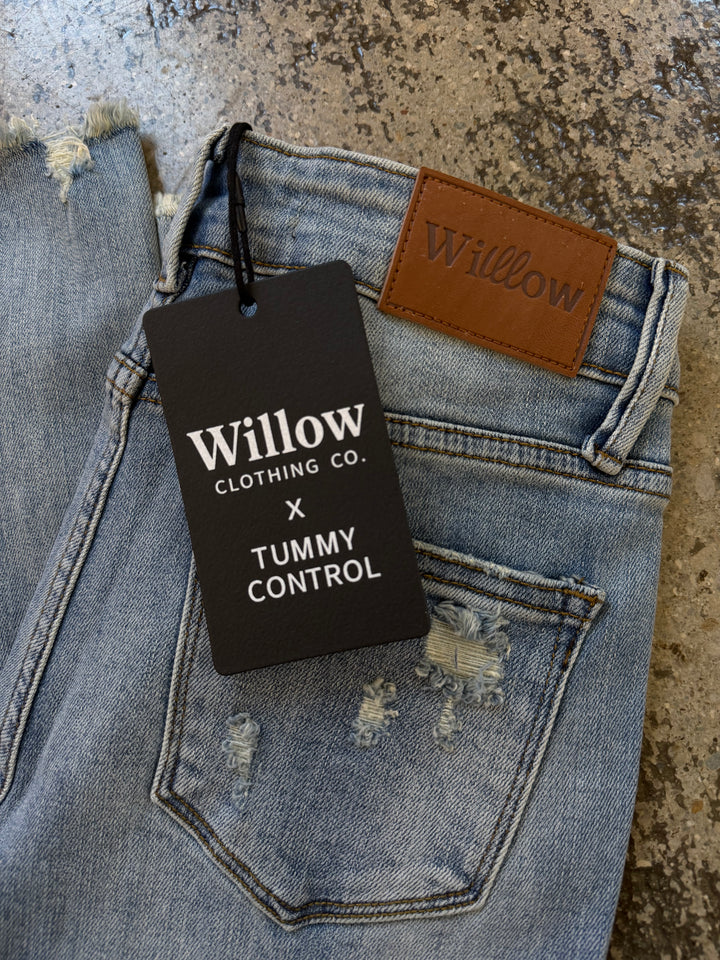 Willow
Willow
CLOTHING CO.
X
TUMMY
CONTROL